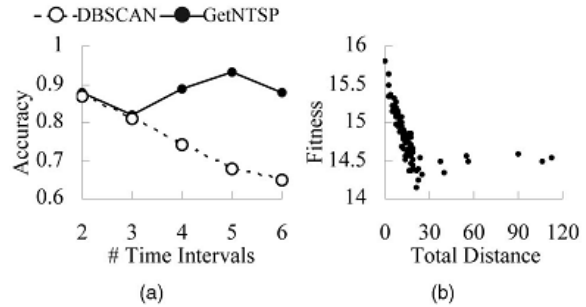 DBSCAN GetNTSP
1
0.9
0.8
0.7
0.6
Accuracy
2 3 4 5 6
# Time Intervals
(a)
16
15.5
15
14.5
14
Fitness
0 30 60 90 120
Total Distance
(b)